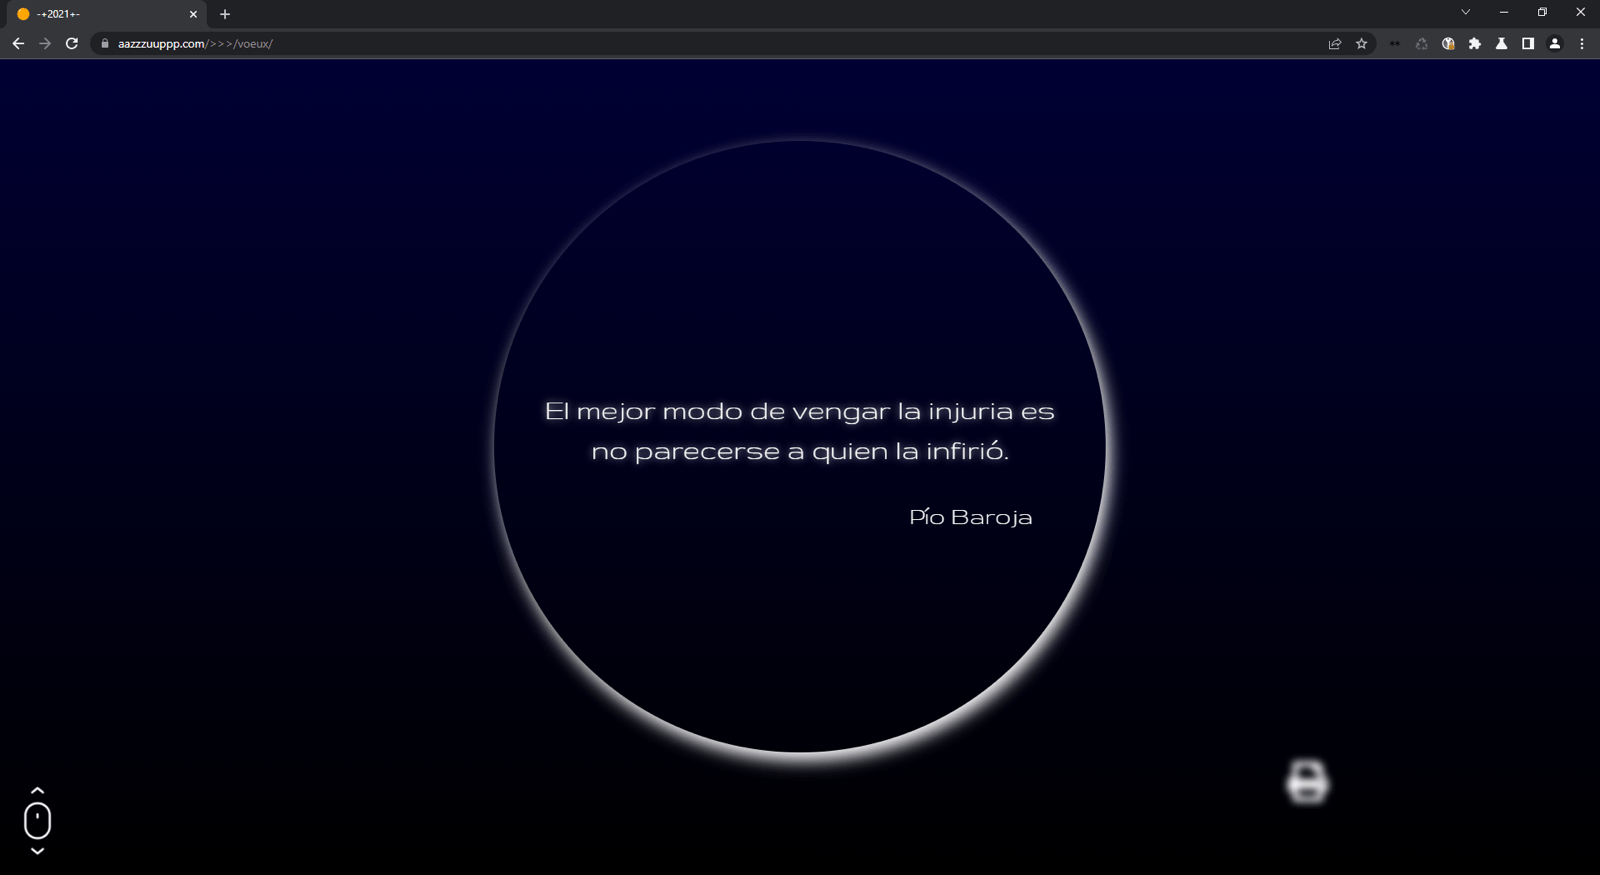 -+2021+-
aazzzuuppp.com/>>>/voeux/
El mejor modo de vengar la injuria es
no parecerse a quien la infirió.
Pío Baroja